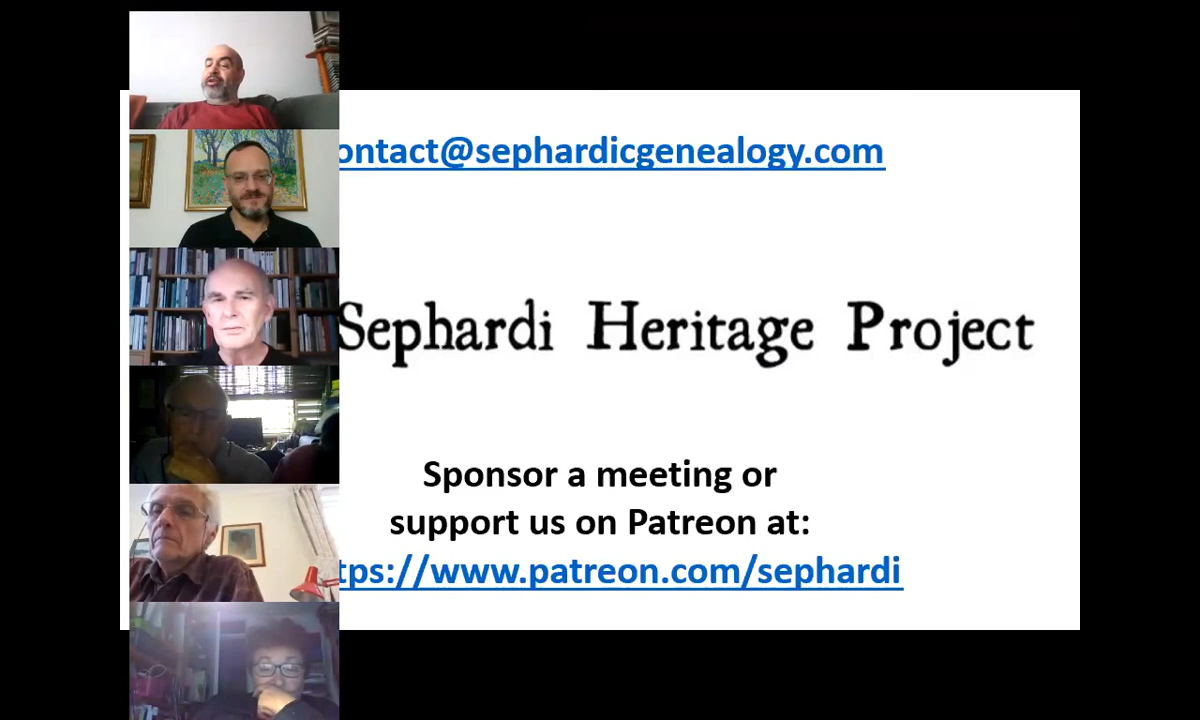 ontact@sephardicgenealogy.com
Sephardi Heritage Project
Sponsor a meeting or
support us on Patreon at:
tps://www.patreon.com/sephardi